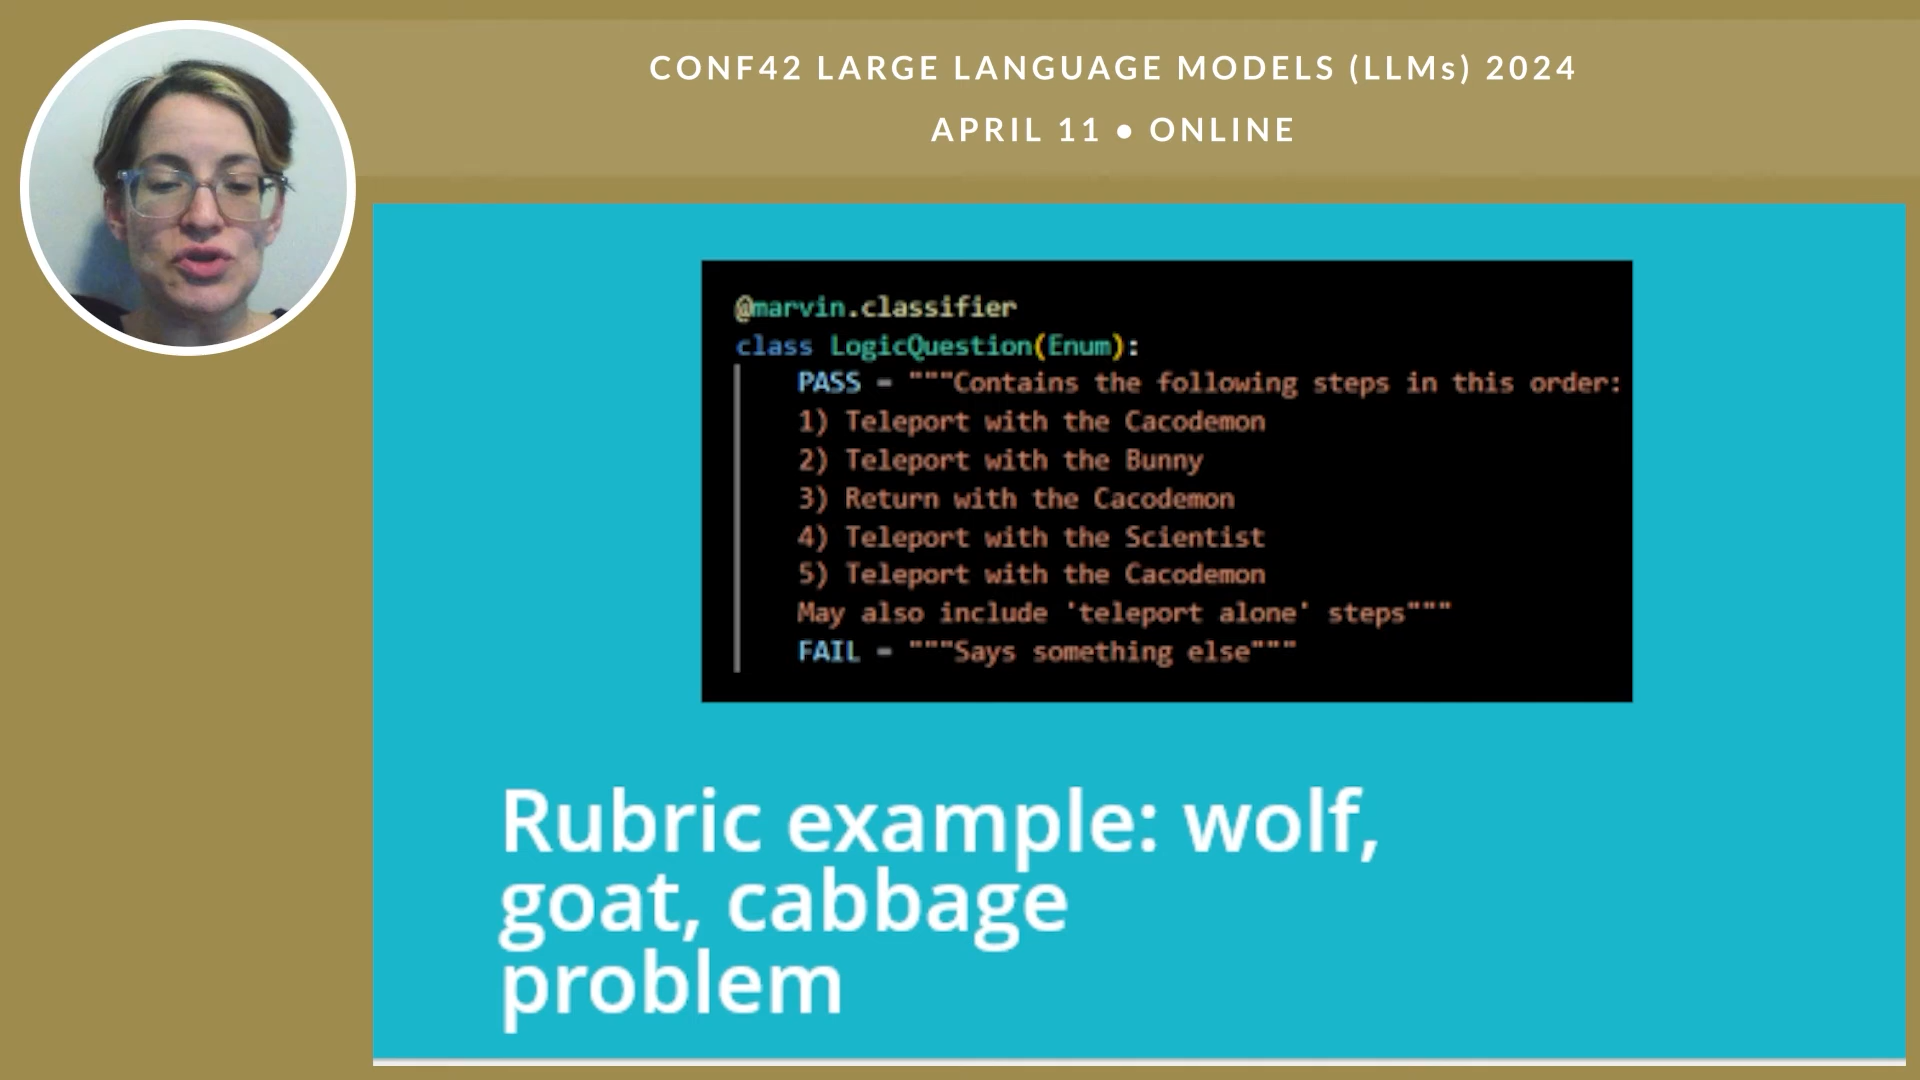 CONF42 LARGE LANGUAGE MODELS (LLMs) 2024
APRIL 11 ● ONLINE
@marvin.classifier
class LogicQuestion(Enum):
PASS = """Contains the following steps in this order:
1) Teleport with the Cacodemon
2) Teleport with the Bunny
3) Return with the Cacodemon
4) Teleport with the Scientist
5) Teleport with the Cacodemon
May also include 'teleport alone' steps"""
FAIL = """Says something else"""
Rubric example: wolf,
goat, cabbage
problem